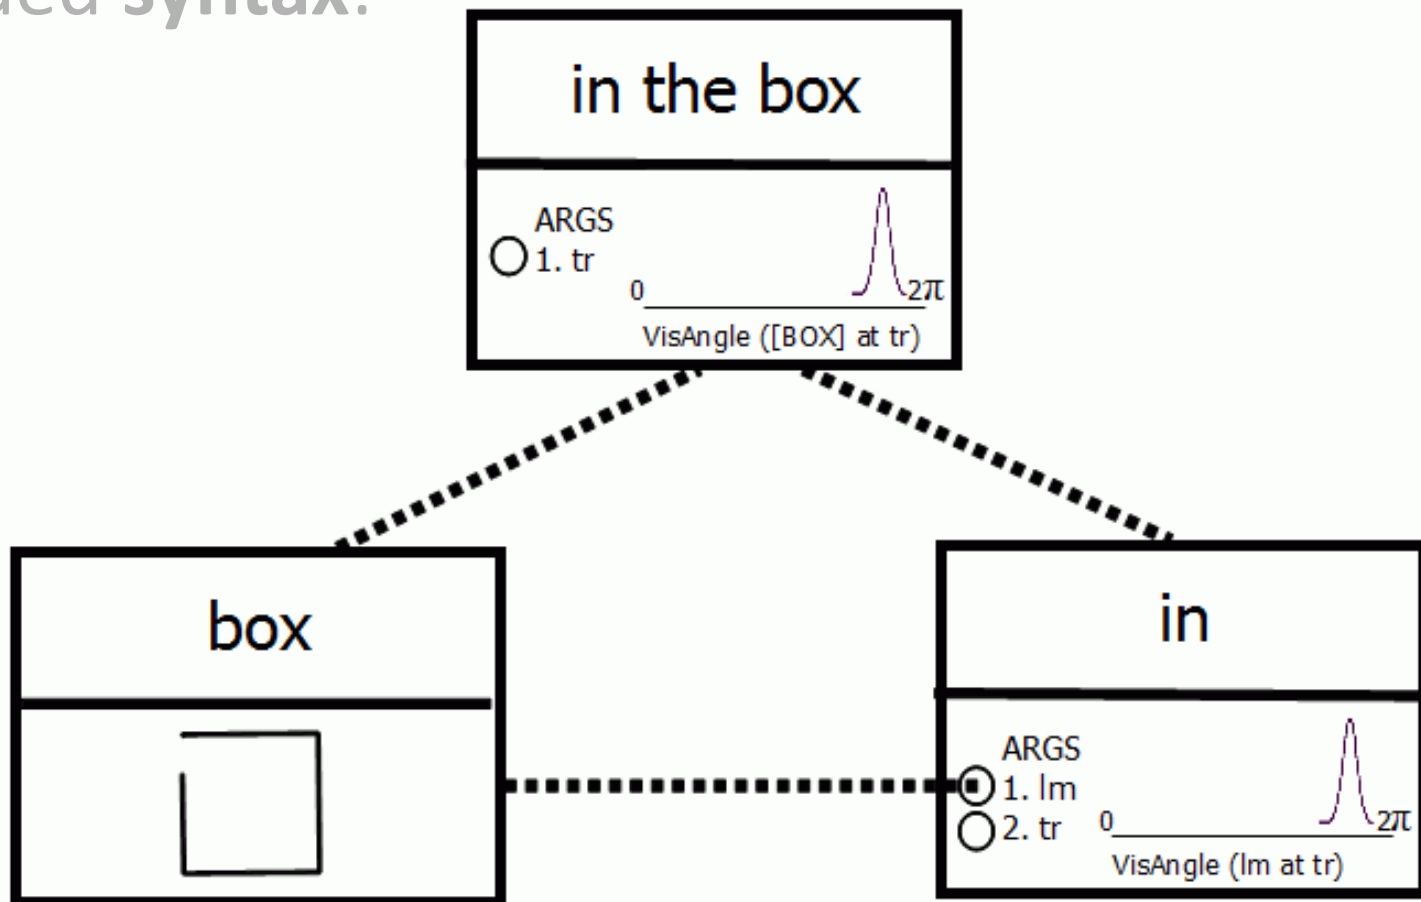 syntax.
in the box
ARGS
1. tr
0 2π
VisAngle ([BOX] at tr)
box
in
ARGS
1. lm
2. tr
0 2π
VisAngle (lm at tr)